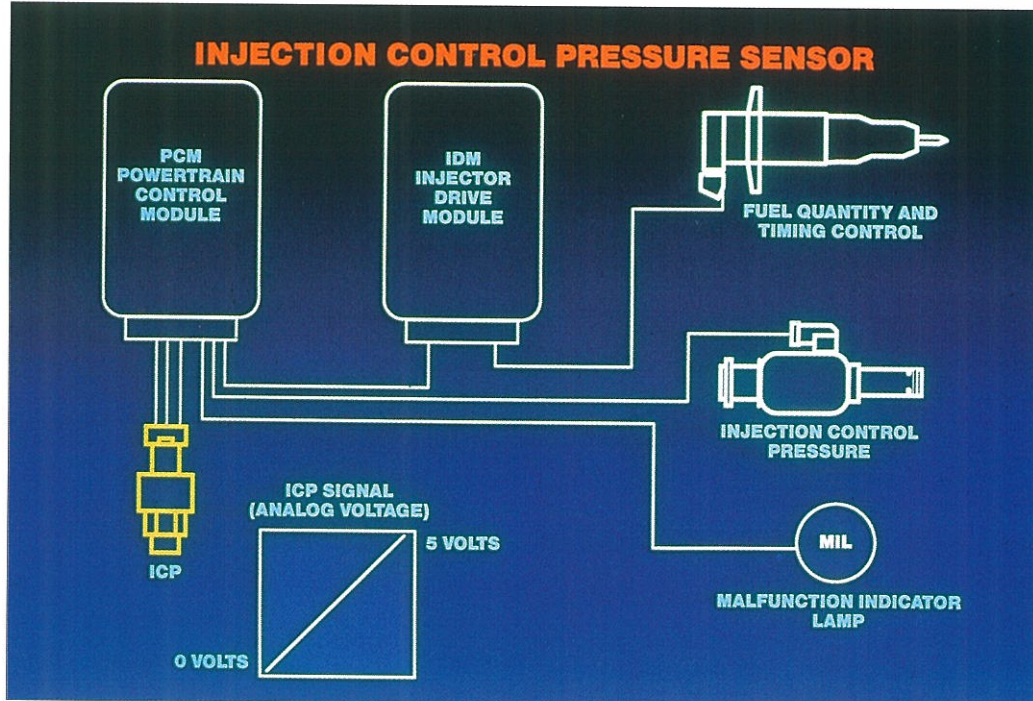 INJECTION CONTROL PRESSURE SENSOR
PCM
POWERTRAIN
CONTROL
MODULE
IDM
INJECTOR
DRIVE
MODULE
FUEL QUANTITY AND
TIMING CONTROL
INJECTION CONTROL
PRESSURE
ICP SIGNAL
(ANALOG VOLTAGE)
5 VOLTS
0 VOLTS
ICP
MIL
MALFUNCTION INDICATOR
LAMP